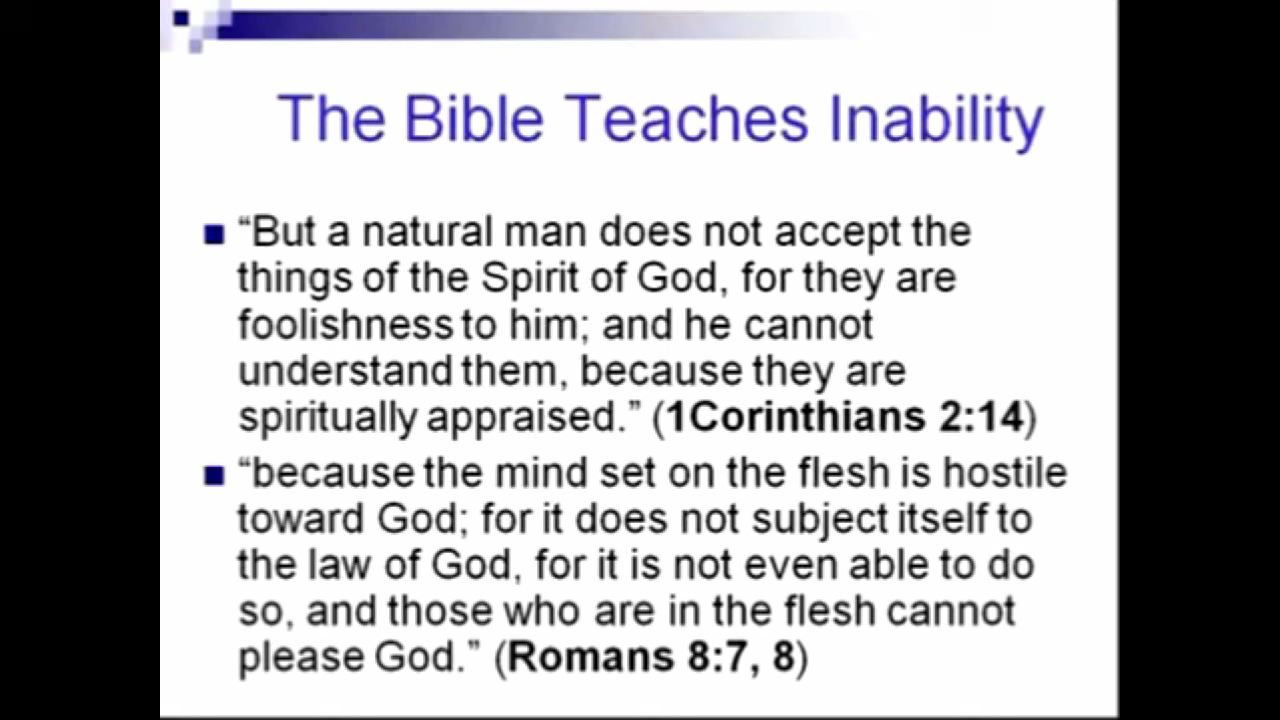 The Bible Teaches Inability
“But a natural man does not accept the
things of the Spirit of God, for they are
foolishness to him; and he cannot
understand them, because they are
spiritually appraised.” (1Corinthians 2:14)
“because the mind set on the flesh is hostile
toward God; for it does not subject itself to
the law of God, for it is not even able to do
so, and those who are in the flesh cannot
please God.” (Romans 8:7, 8)